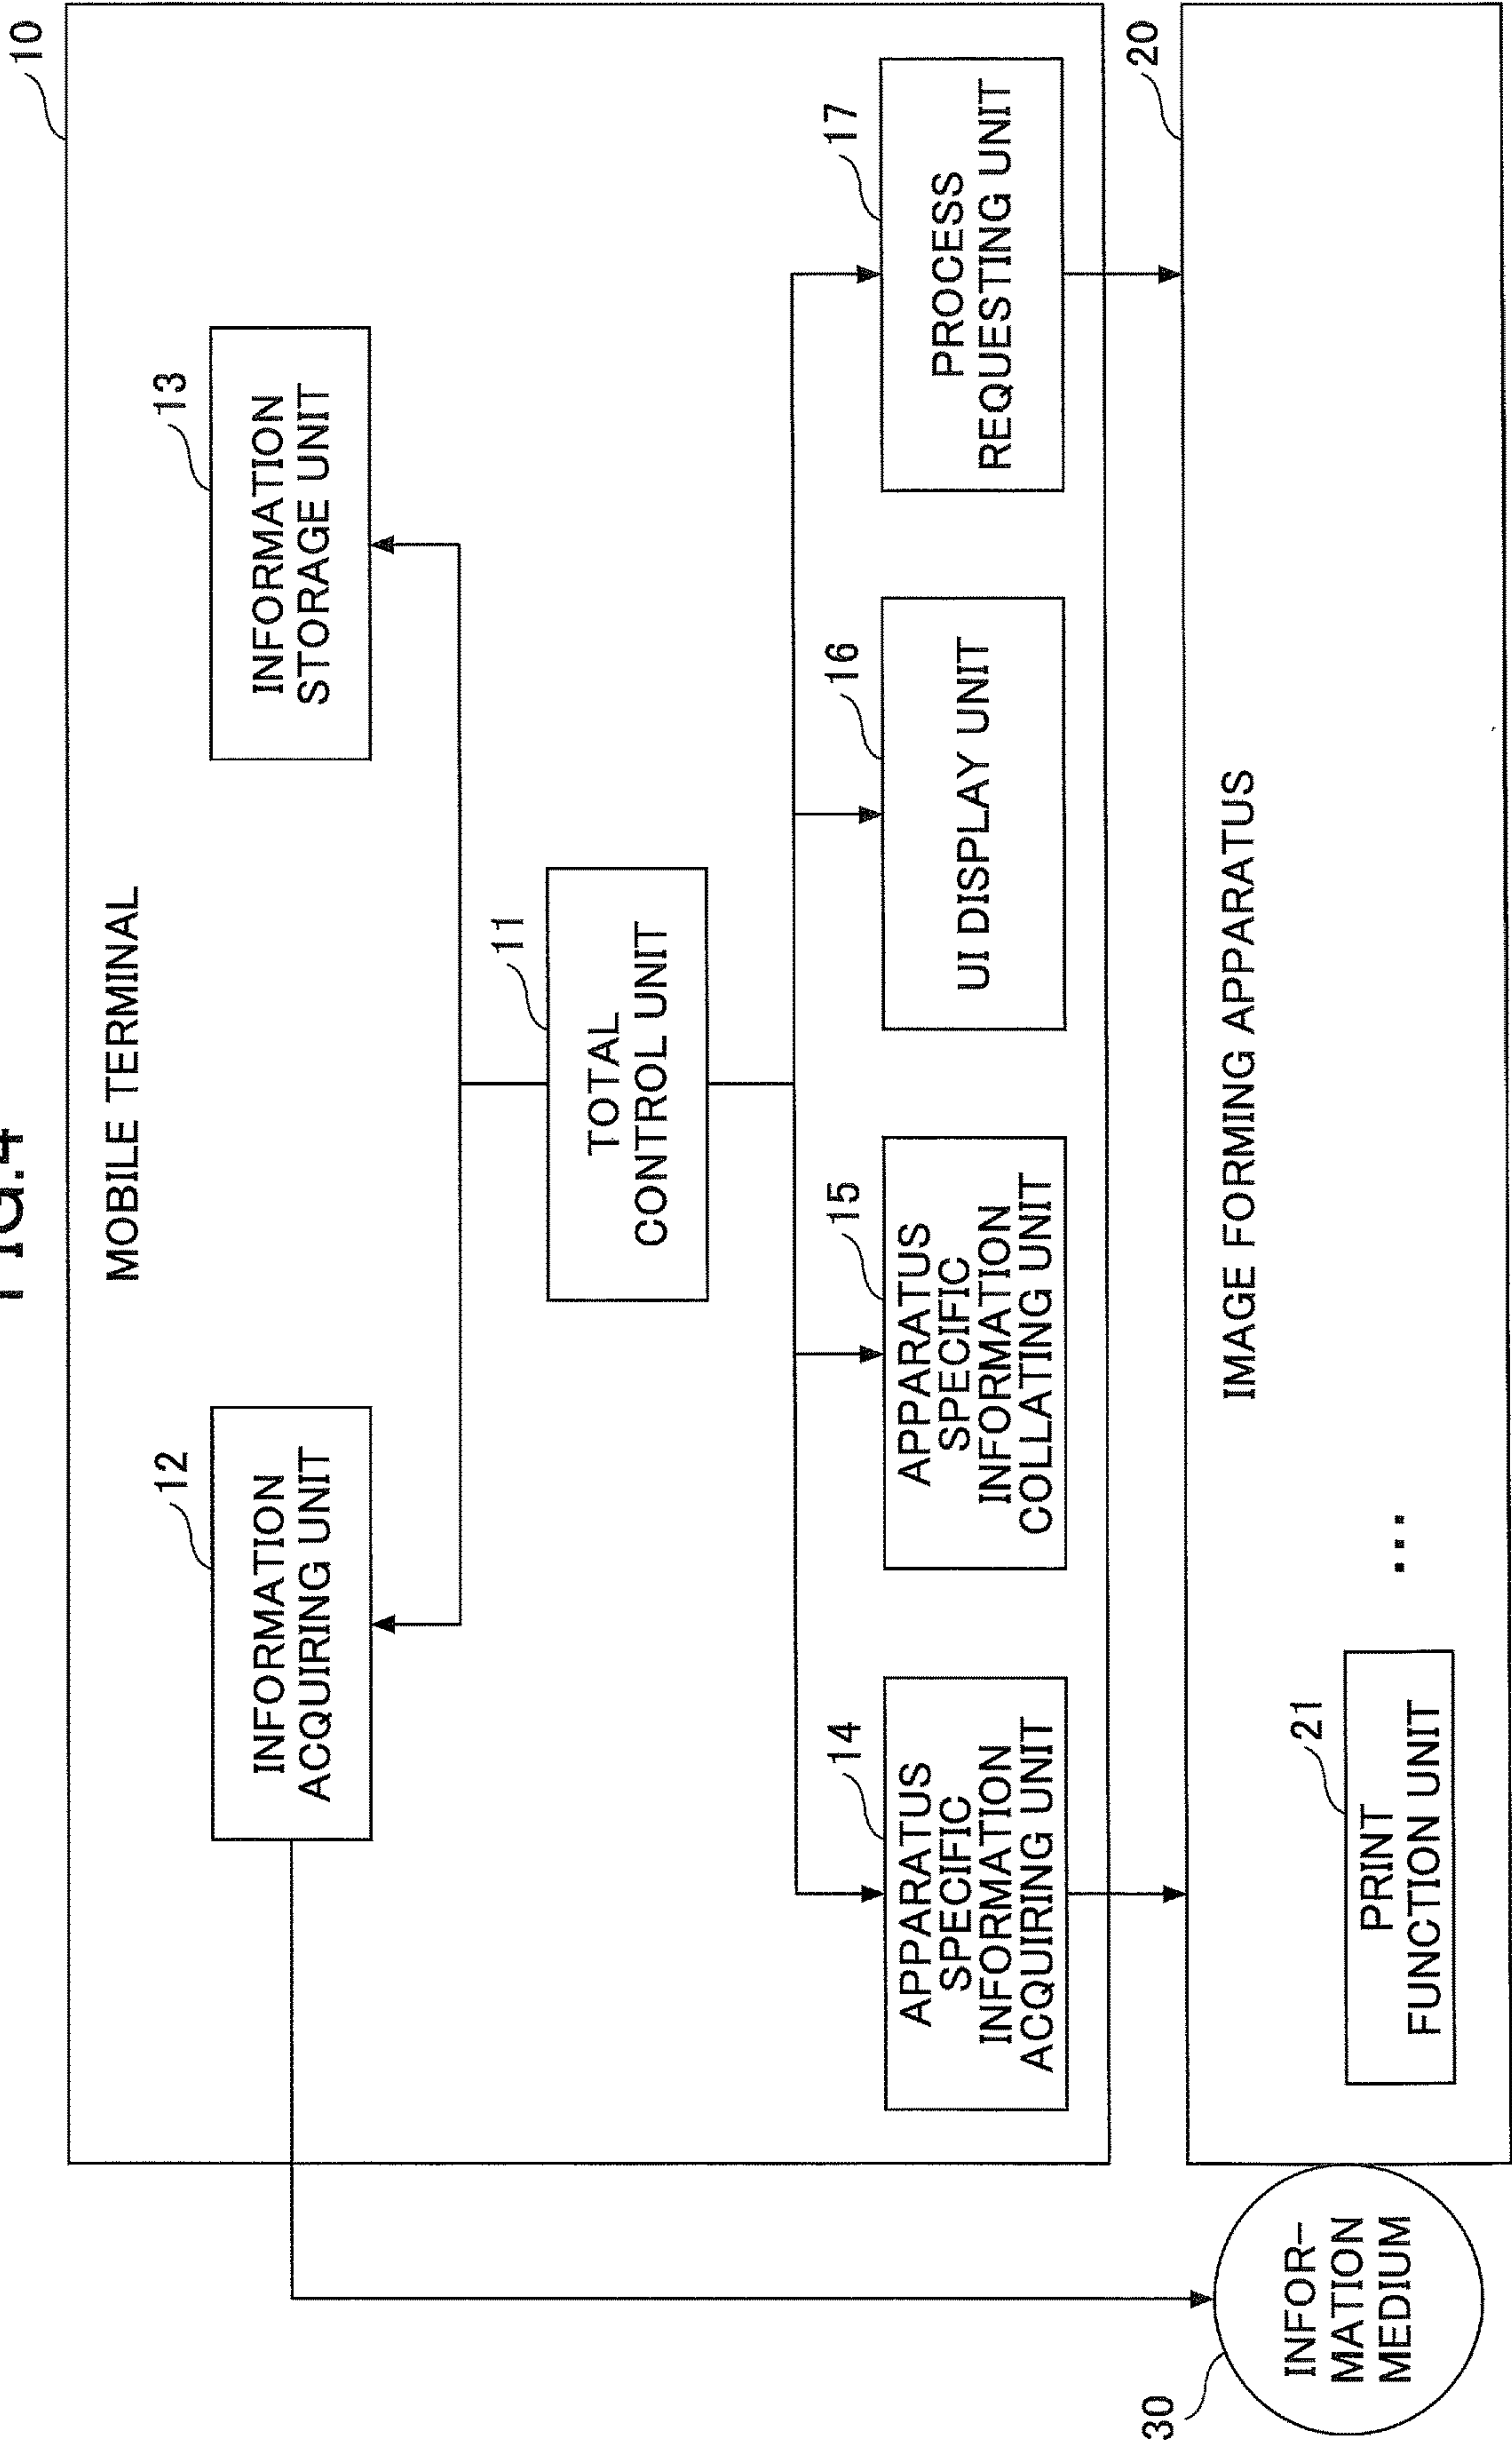 FIG.4
10
MOBILE TERMINAL
12
INFORMATION
ACQUIRING UNIT
13
INFORMATION
STORAGE UNIT
11
TOTAL
CONTROL UNIT
14
APPARATUS
SPECIFIC
INFORMATION
ACQUIRING UNIT
15
APPARATUS
SPECIFIC
INFORMATION
COLLATING UNIT
16
UI DISPLAY UNIT
17
PROCESS
REQUESTING UNIT
20
IMAGE FORMING APPARATUS
21
PRINT
FUNCTION UNIT
...
30
INFOR-
MATION
MEDIUM